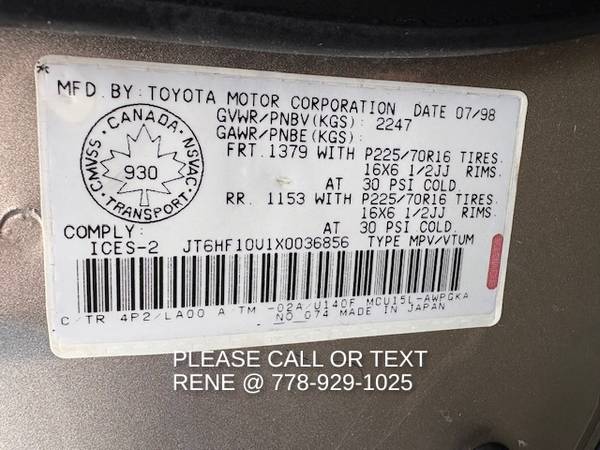 MFD.BY: TOYOTA MOTOR CORPORATION DATE 07/98
GVWR/PNBV(KGS): 2247
GAWR/PNBE(KGS):
FRT.1379 WITH P225/70R16 TIRES.
16X6 1/2JJ RIMS.
AT 30 PSI COLD.
RR. 1153 WITH P225/70R16 TIRES.
16X6 1/2JJ RIMS.
AT 30 PSI COLD.
CANADA
CMVSS 930 NSVAC
TRANSPORT
COMPLY:
ICES-2 JT6HF10U1X0036856 TYPE MPV/VTUM
C/TR 4P2/LA00 A/TM -02A/U140F MCU15L-AWPGKA
NO 074 MADE IN JAPAN
PLEASE CALL OR TEXT
RENE @ 778-929-1025